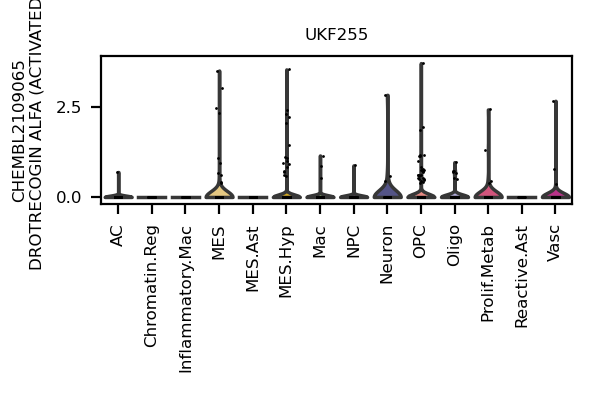 UKF255
CHEMBL2109065
DROTRECOGIN ALFA (ACTIVATED
2.5
0.0
AC
Chromatin.Reg
Inflammatory.Mac
MES
MES.Ast
MES.Hyp
Mac
NPC
Neuron
OPC
Oligo
Prolif.Metab
Reactive.Ast
Vasc